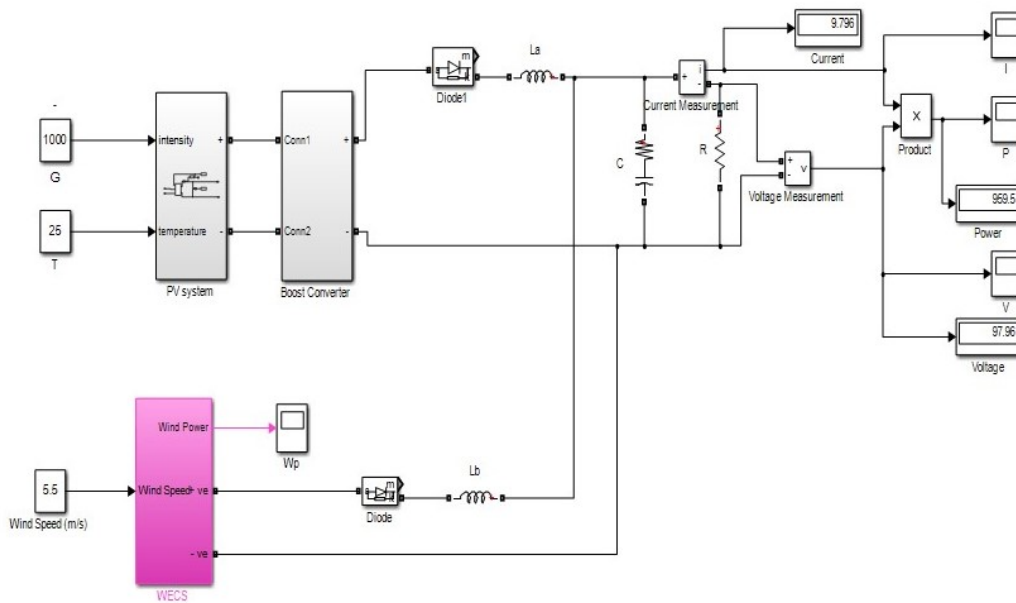 9.796
Current
I
m
Diode1
La
+
i
-
Current Measurement
-
1000
G
intensity
+
Conn1
+
C
R
X
Product
P
+
-
v
Voltage Measurement
969.5
Power
25
T
temperature
-
Conn2
-
PV system
Boost Converter
V
97.96
Voltage
Wind Power
Wp
5.5
Wind Speed (m/s)
Wind Speed
+ ve
m
Diode
Lb
- ve
WECS